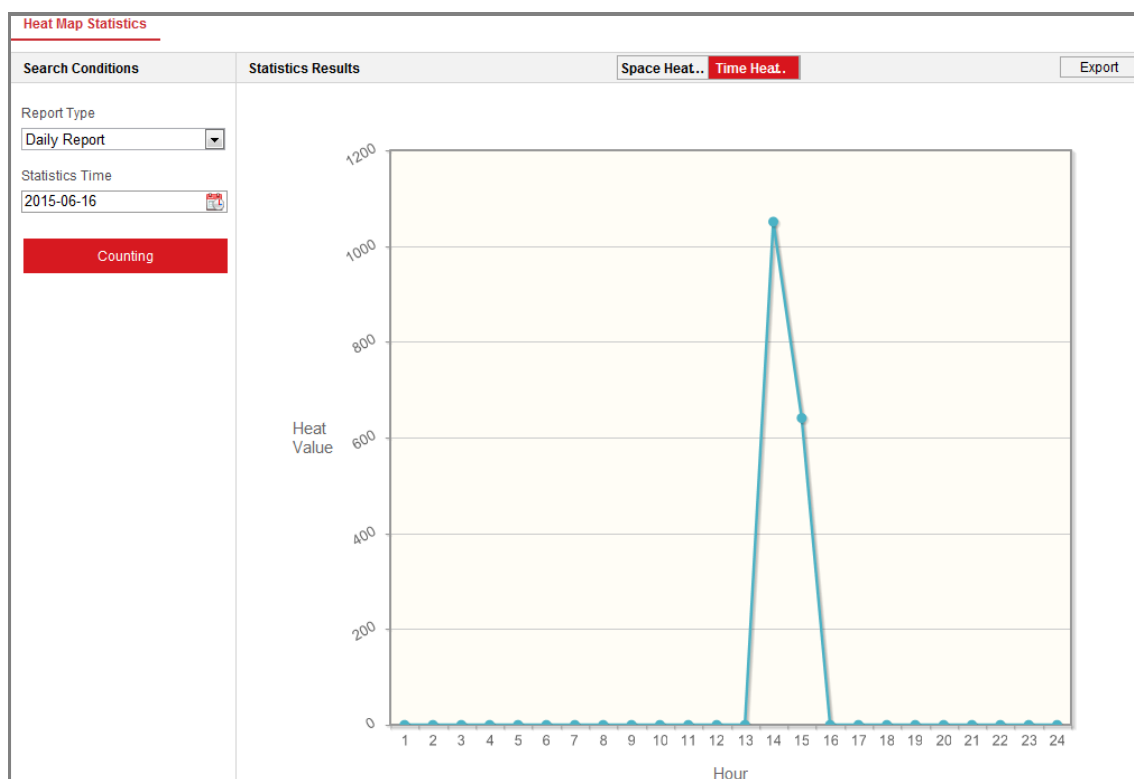 Heat Map Statistics
Search Conditions
Statistics Results
Space Heat...
Time Heat..
Export
Report Type
Daily Report
Statistics Time
2015-06-16
Counting
1200
1000
800
Heat
Value
600
400
200
0
1 2 3 4 5 6 7 8 9 10 11 12 13 14 15 16 17 18 19 20 21 22 23 24
Hour